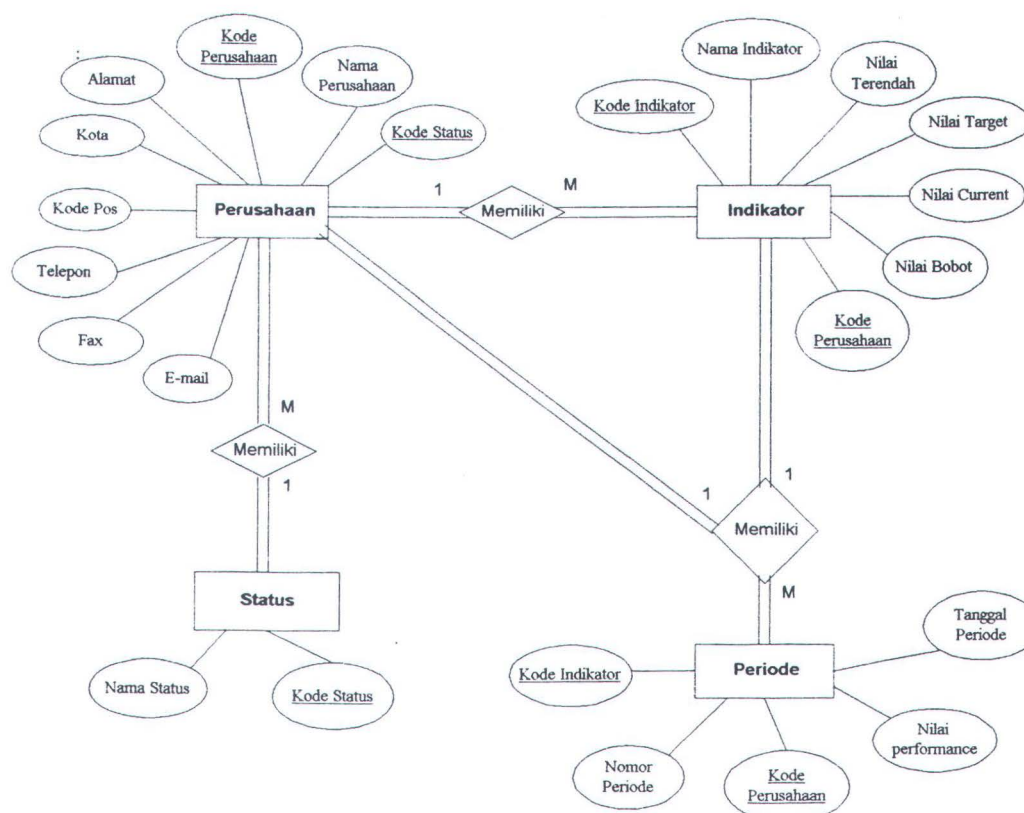 Kode
Perusahaan
Nama
Perusahaan
Alamat
Kode Status
Kota
Kode Pos
Perusahaan
Telepon
Fax
E-mail
1
Memiliki
M
Nama Indikator
Nilai
Terendah
Kode Indikator
Nilai Target
Indikator
Nilai Current
Nilai Bobot
Kode
Perusahaan
M
Memiliki
1
Status
Nama Status
Kode Status
1
1
Memiliki
M
Periode
Tanggal
Periode
Kode Indikator
Nilai
performance
Nomor
Periode
Kode
Perusahaan